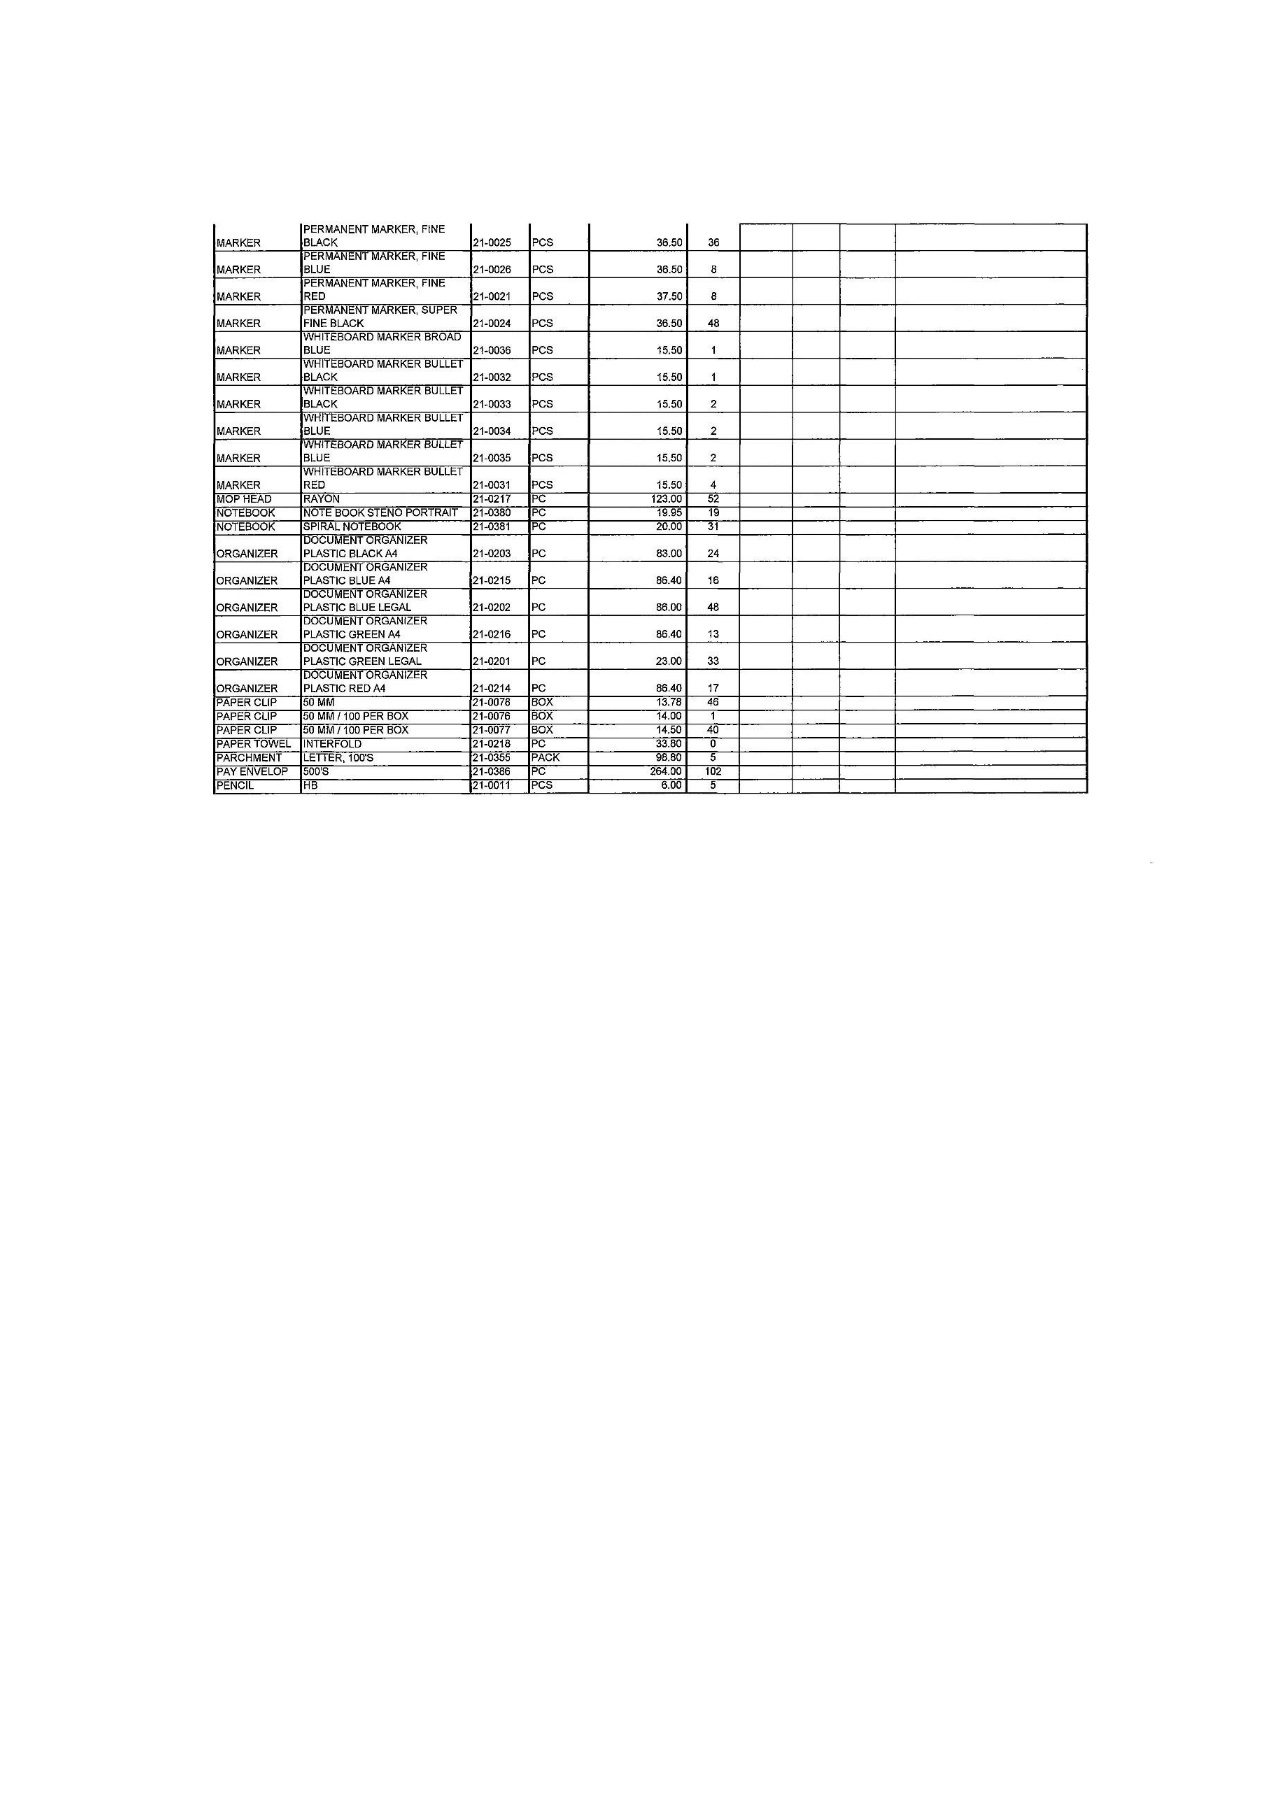 PERMANENT MARKER, FINE
MARKER BLACK 21-0025 PCS 36.50 36
PERMANENT MARKER, FINE
MARKER BLUE 21-0026 PCS 36.50 8
PERMANENT MARKER, FINE
MARKER RED 21-0021 PCS 37.50 8
PERMANENT MARKER, SUPER
MARKER FINE BLACK 21-0024 PCS 36.50 48
WHITEBOARD MARKER BROAD
MARKER BLUE 21-0036 PCS 15.50 1
WHITEBOARD MARKER BULLET
MARKER BLACK 21-0032 PCS 15.50 1
WHITEBOARD MARKER BULLET
MARKER BLACK 21-0033 PCS 15.50 2
WHITEBOARD MARKER BULLET
MARKER BLUE 21-0034 PCS 15.50 2
WHITEBOARD MARKER BULLET
MARKER BLUE 21-0035 PCS 15.50 2
WHITEBOARD MARKER BULLET
MARKER RED 21-0031 PCS 15.50 4
MOP HEAD RAYON 21-0217 PC 123.00 52
NOTEBOOK NOTE BOOK STENO PORTRAIT 21-0380 PC 19.95 19
NOTEBOOK SPIRAL NOTEBOOK 21-0381 PC 20.00 31
DOCUMENT ORGANIZER
ORGANIZER PLASTIC BLACK A4 21-0203 PC 83.00 24
DOCUMENT ORGANIZER
ORGANIZER PLASTIC BLUE A4 21-0215 PC 86.40 16
DOCUMENT ORGANIZER
ORGANIZER PLASTIC BLUE LEGAL 21-0202 PC 86.00 48
DOCUMENT ORGANIZER
ORGANIZER PLASTIC GREEN A4 21-0216 PC 86.40 13
DOCUMENT ORGANIZER
ORGANIZER PLASTIC GREEN LEGAL 21-0201 PC 23.00 33
DOCUMENT ORGANIZER
ORGANIZER PLASTIC RED A4 21-0214 PC 86.40 17
PAPER CLIP 50 MM 21-0078 BOX 13.78 46
PAPER CLIP 50 MM / 100 PER BOX 21-0076 BOX 14.00 1
PAPER CLIP 50 MM / 100 PER BOX 21-0077 BOX 14.50 40
PAPER TOWEL INTERFOLD 21-0218 PC 33.80 0
PARCHMENT LETTER, 100'S 21-0355 PACK 96.80 5
PAY ENVELOP 500'S 21-0386 PC 264.00 102
PENCIL HB 21-0011 PCS 6.00 5